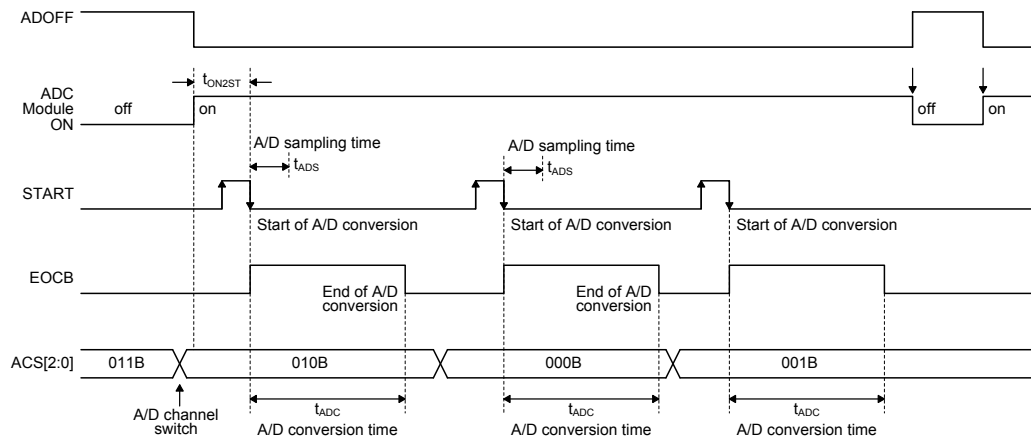 ADOFF
ADC
Module
ON
off
on
tON2ST
off
on
A/D sampling time
tADS
A/D sampling time
tADS
START
Start of A/D conversion
Start of A/D conversion
Start of A/D conversion
EOCB
End of A/D
conversion
End of A/D
conversion
ACS[2:0]
011B
010B
000B
001B
A/D channel
switch
tADC
A/D conversion time
tADC
A/D conversion time
tADC
A/D conversion time